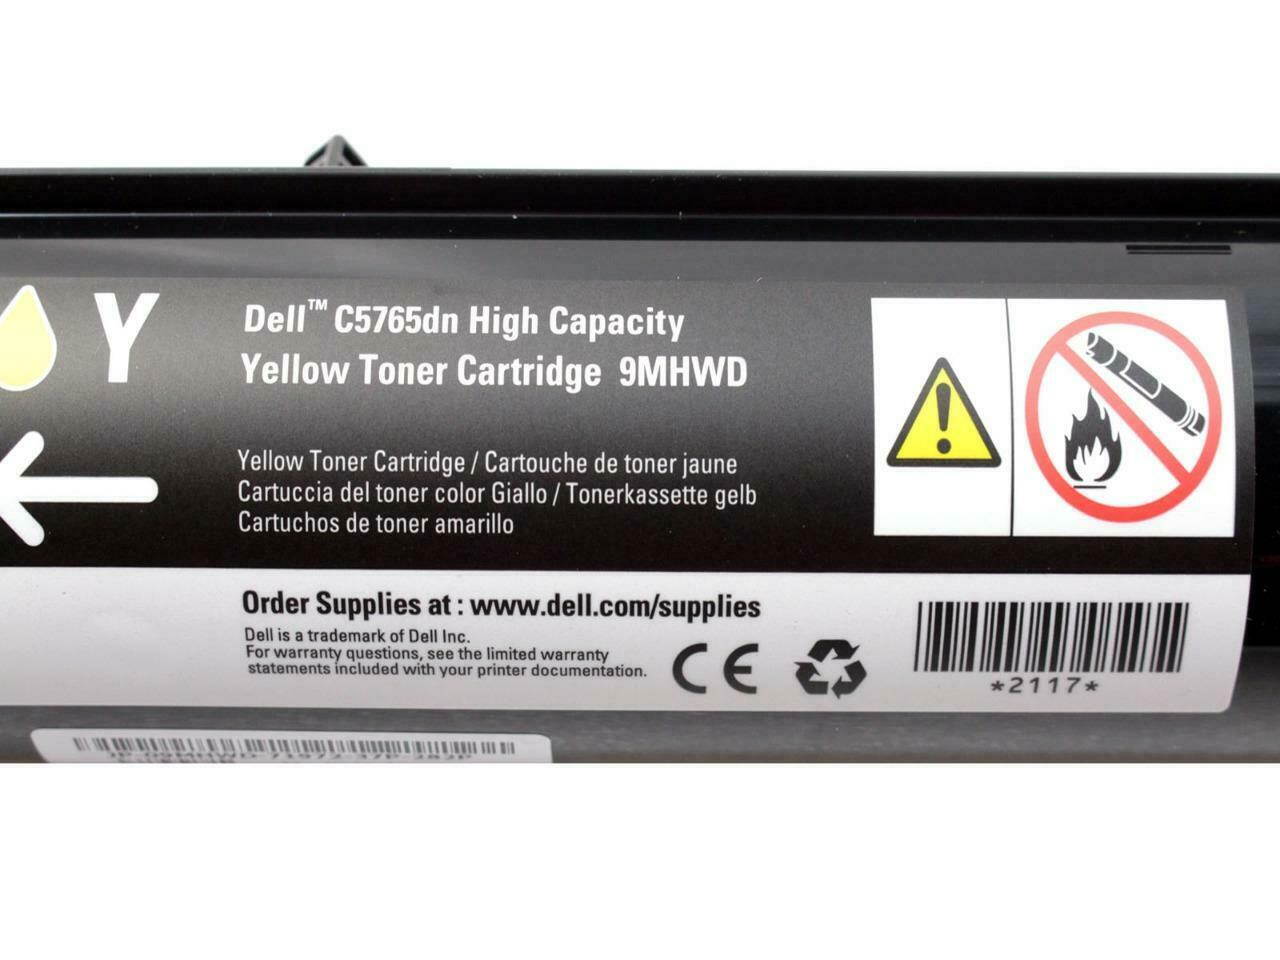 Y
Dell™ C5765dn High Capacity
Yellow Toner Cartridge 9MHWD
Yellow Toner Cartridge / Cartouche de toner jaune
Cartuccia del toner color Giallo / Tonerkassette gelb
Cartuchos de toner amarillo
Order Supplies at : www.dell.com/supplies
Dell is a trademark of Dell Inc.
For warranty questions, see the limited warranty
statements included with your printer documentation.
CE
*2117*